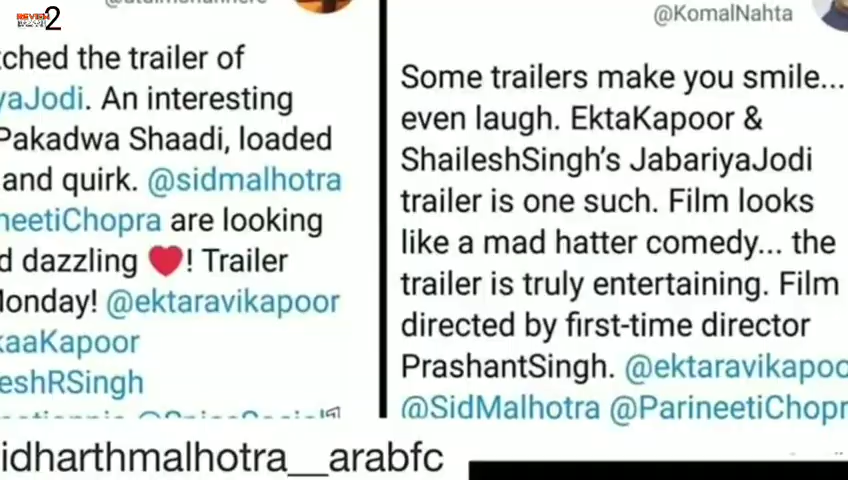 REVIEW 2
@KomalNahta
tched the trailer of
yaJodi. An interesting
Pakadwa Shaadi, loaded
and quirk. @sidmalhotra
neetiChopra are looking
d dazzling ❤! Trailer
onday! @ektaravikapoor
kaaKapoor
eshRSingh
Some trailers make you smile...
even laugh. EktaKapoor &
ShaileshSingh's JabariyaJodi
trailer is one such. Film looks
like a mad hatter comedy... the
trailer is truly entertaining. Film
directed by first-time director
PrashantSingh. @ektaravikapoo
@SidMalhotra @ParineetiChopr
idharthmalhotra__arabfc